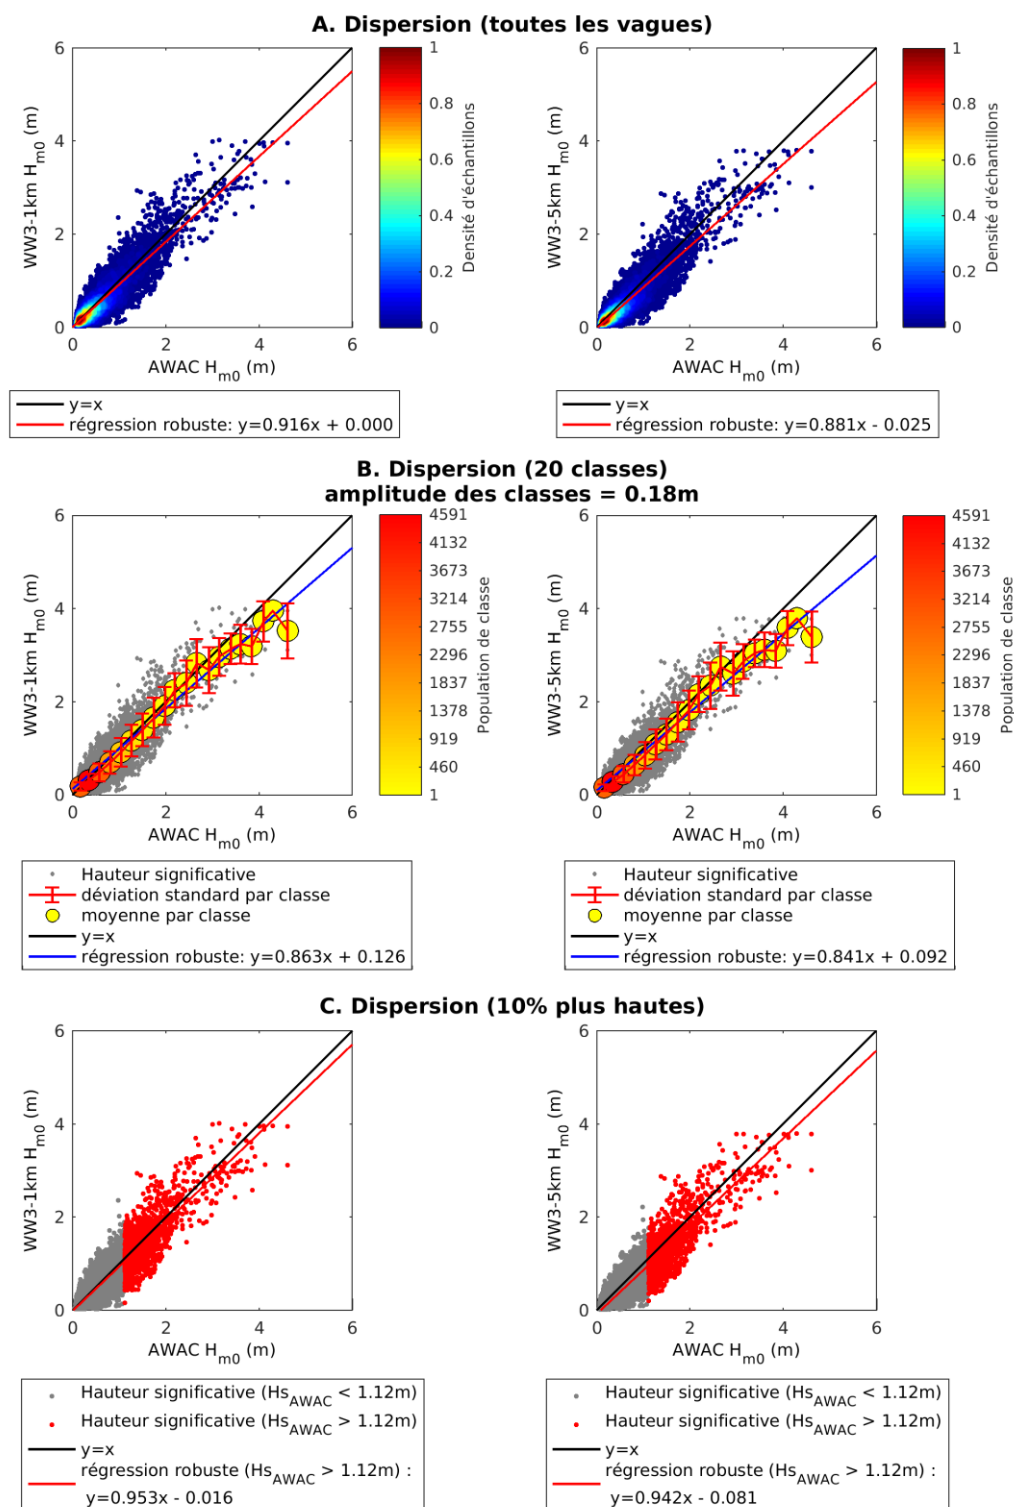 A. Dispersion (toutes les vagues)
6
4
2
0
0 2 4 6
WW3-1km Hm0 (m)
AWAC Hm0 (m)
1
0.8
0.6
0.4
0.2
0
Densité d'échantillons
y=x
régression robuste: y=0.916x + 0.000
6
4
2
0
0 2 4 6
WW3-5km Hm0 (m)
AWAC Hm0 (m)
1
0.8
0.6
0.4
0.2
0
Densité d'échantillons
y=x
régression robuste: y=0.881x - 0.025
B. Dispersion (20 classes)
amplitude des classes = 0.18m
6
4
2
0
0 2 4 6
WW3-1km Hm0 (m)
AWAC Hm0 (m)
4591
4132
3673
3214
2755
2296
1837
1378
919
460
1
Population de classe
Hauteur significative
déviation standard par classe
moyenne par classe
y=x
régression robuste: y=0.863x + 0.126
6
4
2
0
0 2 4 6
WW3-5km Hm0 (m)
AWAC Hm0 (m)
4591
4132
3673
3214
2755
2296
1837
1378
919
460
1
Population de classe
Hauteur significative
déviation standard par classe
moyenne par classe
y=x
régression robuste: y=0.841x + 0.092
C. Dispersion (10% plus hautes)
6
4
2
0
0 2 4 6
WW3-1km Hm0 (m)
AWAC Hm0 (m)
Hauteur significative (HsAWAC < 1.12m)
Hauteur significative (HsAWAC > 1.12m)
y=x
régression robuste (HsAWAC > 1.12m) :
y=0.953x - 0.016
6
4
2
0
0 2 4 6
WW3-5km Hm0 (m)
AWAC Hm0 (m)
Hauteur significative (HsAWAC < 1.12m)
Hauteur significative (HsAWAC > 1.12m)
y=x
régression robuste (HsAWAC > 1.12m) :
y=0.942x - 0.081